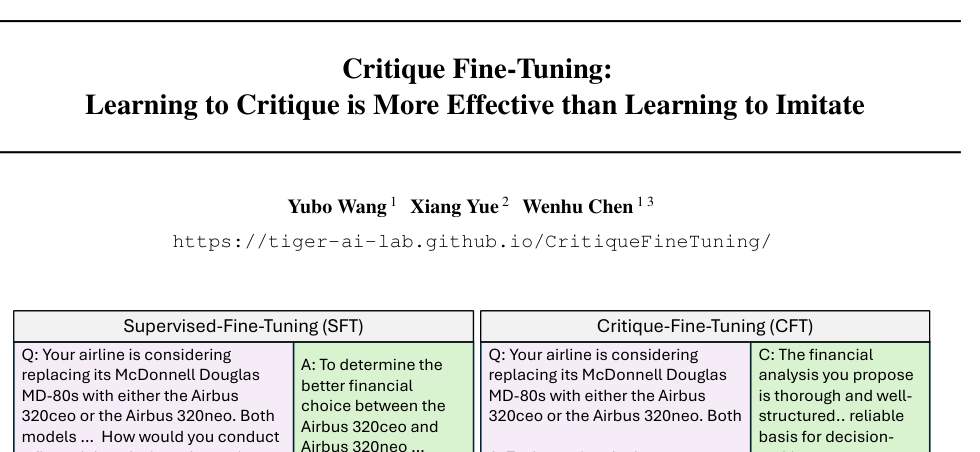 Critique Fine-Tuning:
Learning to Critique is More Effective than Learning to Imitate
Yubo Wang 1 Xiang Yue 2 Wenhu Chen 1 3
https://tiger-ai-lab.github.io/CritiqueFineTuning/
Supervised-Fine-Tuning (SFT)
Q: Your airline is considering
replacing its McDonnell Douglas
MD-80s with either the Airbus
320ceo or the Airbus 320neo. Both
models ... How would you conduct
A: To determine the
better financial
choice between the
Airbus 320ceo and
Airbus 320neo ...
Critique-Fine-Tuning (CFT)
Q: Your airline is considering
replacing its McDonnell Douglas
MD-80s with either the Airbus
320ceo or the Airbus 320neo. Both
C: The financial
analysis you propose
is thorough and well-
structured.. reliable
basis for decision-